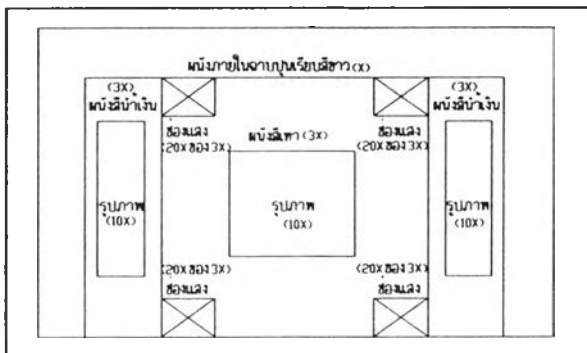 ผนังภายในฉาบปูนเรียบสีขาว(X)
(3X)
ผนังสีน้ำเงิน
(3X)
ผนังสีน้ำเงิน
ช่องแสง
(20X ของ 3X)
ช่องแสง
(20X ของ 3X)
ผนังสีเทา (3X)
รูปภาพ
(10X)
รูปภาพ
(10X)
รูปภาพ
(10X)
(20X ของ 3X)
ช่องแสง
(20X ของ 3X)
ช่องแสง